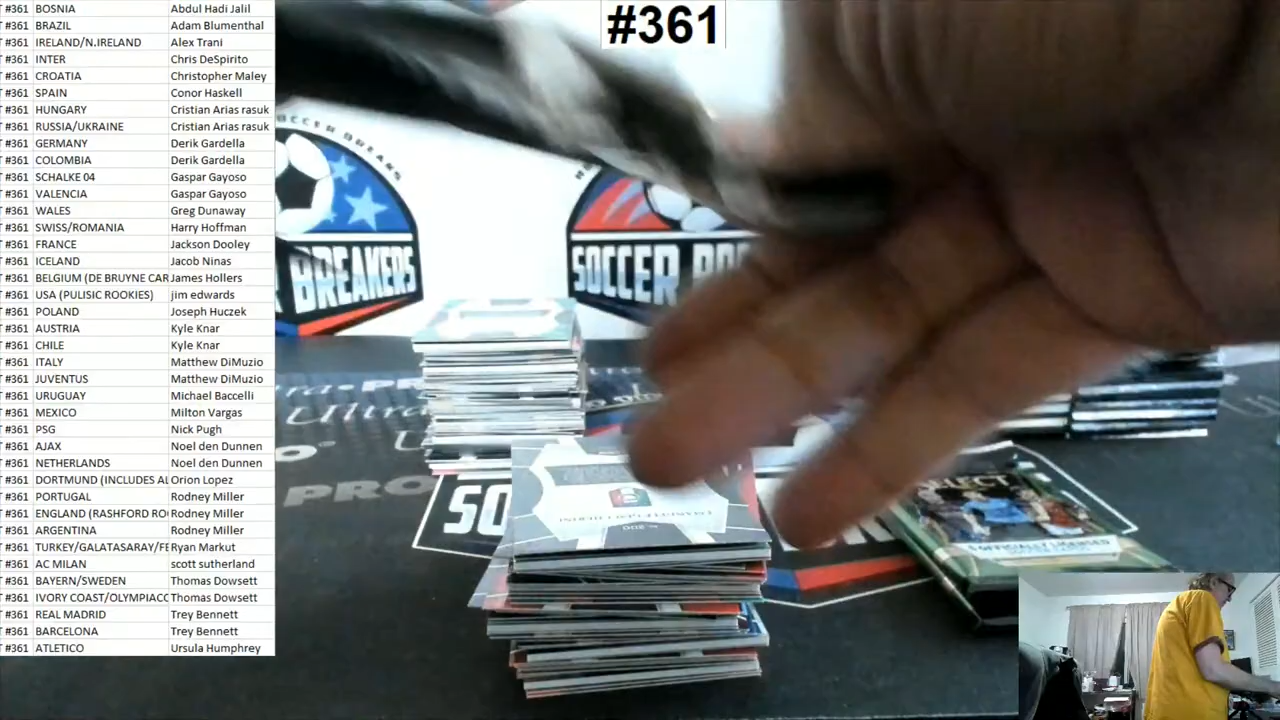 #361
T #361 BOSNIA Abdul Hadi Jalil
T #361 BRAZIL Adam Blumenthal
T #361 IRELAND/N.IRELAND Alex Trani
T #361 INTER Chris DeSpirito
T #361 CROATIA Christopher Maley
T #361 SPAIN Conor Haskell
T #361 HUNGARY Cristian Arias rasuk
T #361 RUSSIA/UKRAINE Cristian Arias rasuk
T #361 GERMANY Derik Gardella
T #361 COLOMBIA Derik Gardella
T #361 SCHALKE 04 Gaspar Gayoso
T #361 VALENCIA Gaspar Gayoso
T #361 WALES Greg Dunaway
T #361 SWISS/ROMANIA Harry Hoffman
T #361 FRANCE Jackson Dooley
T #361 ICELAND Jacob Ninas
T #361 BELGIUM (DE BRUYNE CAR James Hollers
T #361 USA (PULISIC ROOKIES) jim edwards
T #361 POLAND Joseph Huczek
T #361 AUSTRIA Kyle Knar
T #361 CHILE Kyle Knar
T #361 ITALY Matthew DiMuzio
T #361 JUVENTUS Matthew DiMuzio
T #361 URUGUAY Michael Baccelli
T #361 MEXICO Milton Vargas
T #361 PSG Nick Pugh
T #361 AJAX Noel den Dunnen
T #361 NETHERLANDS Noel den Dunnen
T #361 DORTMUND (INCLUDES AL Orion Lopez
T #361 PORTUGAL Rodney Miller
T #361 ENGLAND (RASHFORD RO Rodney Miller
T #361 ARGENTINA Rodney Miller
T #361 TURKEY/GALATASARAY/FE Ryan Markut
T #361 AC MILAN scott sutherland
T #361 BAYERN/SWEDEN Thomas Dowsett
T #361 IVORY COAST/OLYMPIACO Thomas Dowsett
T #361 REAL MADRID Trey Bennett
T #361 BARCELONA Trey Bennett
T #361 ATLETICO Ursula Humphrey
SOCCER BREAKS
BREAKERS
SOCCER
Ultra PRO
Ultra
PRO
SO
SELECT
OFFICIALLY LICENSED